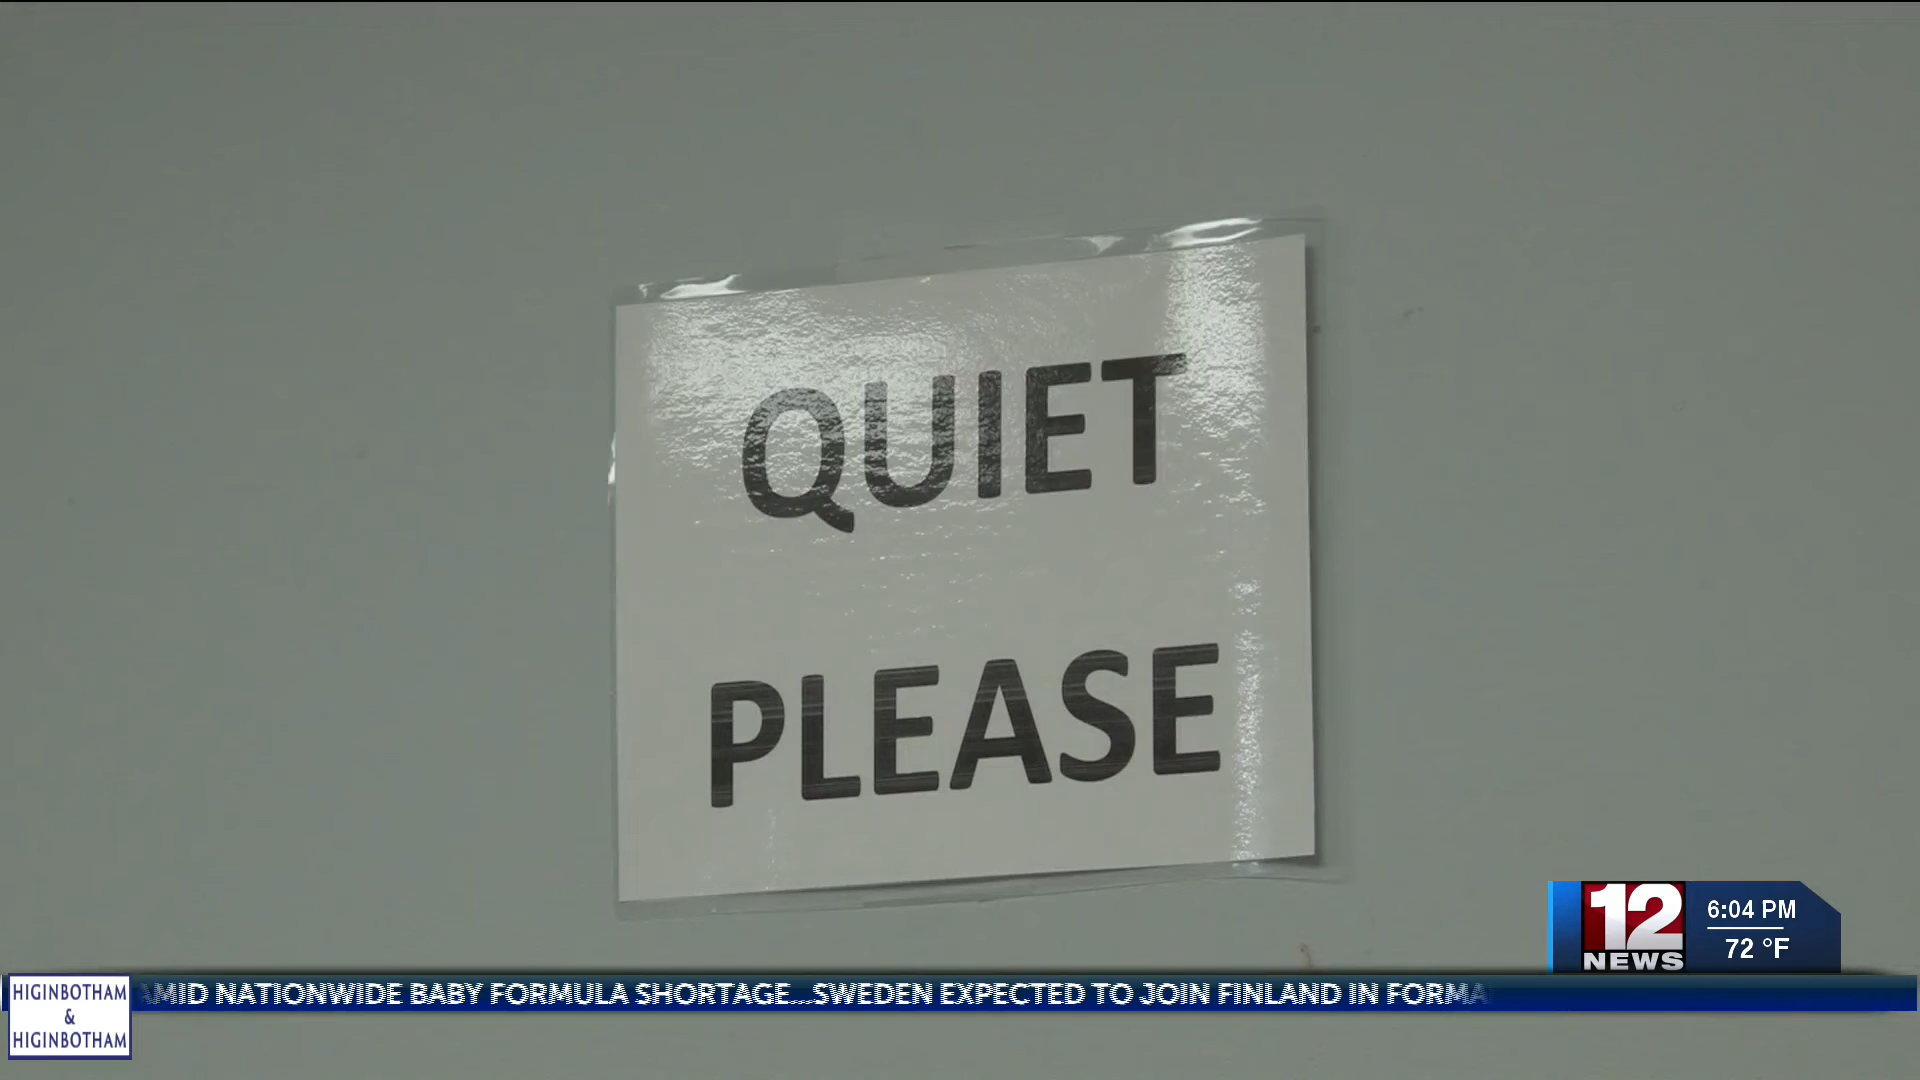 QUIET
PLEASE
12
NEWS
6:04 PM
72 °F
AMID NATIONWIDE BABY FORMULA SHORTAGE...SWEDEN EXPECTED TO JOIN FINLAND IN FORMA
HIGINBOTHAM
&
HIGINBOTHAM